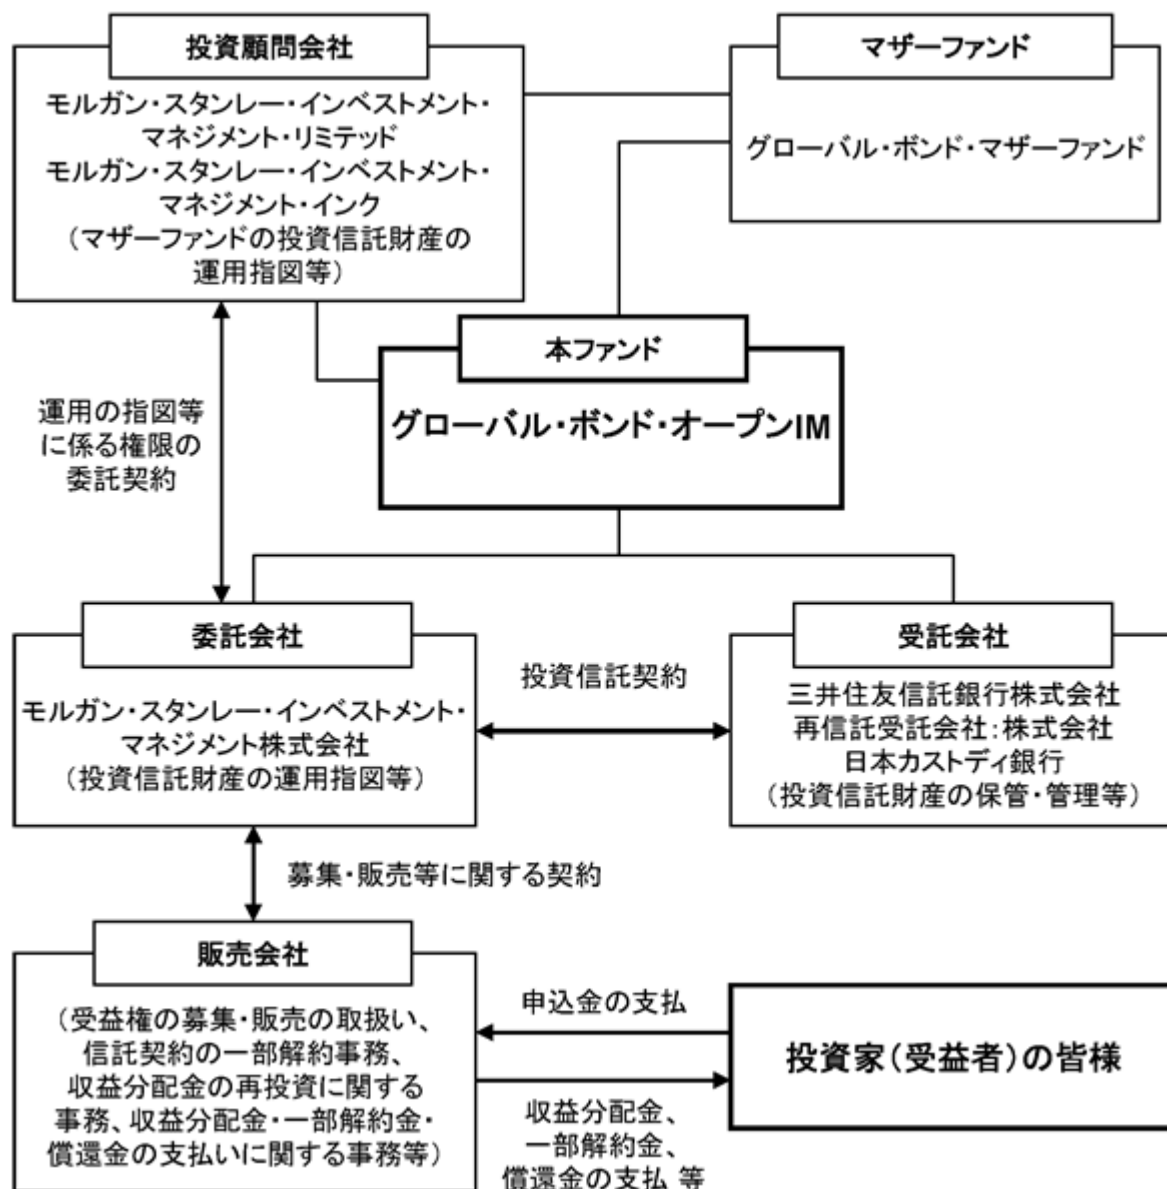 投資顧問会社
モルガン・スタンレー・インベストメント・
マネジメント・リミテッド
モルガン・スタンレー・インベストメント・
マネジメント・インク
（マザーファンドの投資信託財産の
運用指図等）
マザーファンド
グローバル・ボンド・マザーファンド
本ファンド
グローバル・ボンド・オープンIM
運用の指図等
に係る権限の
委託契約
委託会社
モルガン・スタンレー・インベストメント・
マネジメント株式会社
（投資信託財産の運用指図等）
投資信託契約
受託会社
三井住友信託銀行株式会社
再信託受託会社：株式会社
日本カストディ銀行
（投資信託財産の保管・管理等）
募集・販売等に関する契約
販売会社
（受益権の募集・販売の取扱い、
信託契約の一部解約事務、
収益分配金の再投資に関する
事務、収益分配金・一部解約金・
償還金の支払いに関する事務等）
申込金の支払
収益分配金、
一部解約金、
償還金の支払 等
投資家（受益者）の皆様